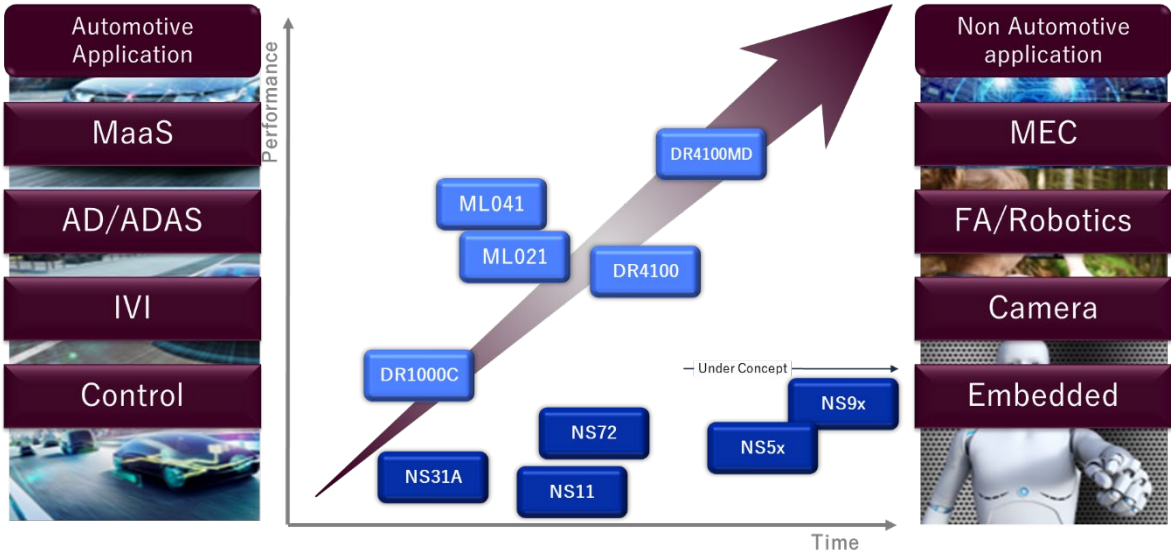 Automotive
Application
MaaS
AD/ADAS
IVI
Control
Performance
DR4100MD
ML041
ML021
DR4100
DR1000C
Under Concept
NS9x
NS72
NS5x
NS31A
NS11
Time
Non Automotive
application
MEC
FA/Robotics
Camera
Embedded